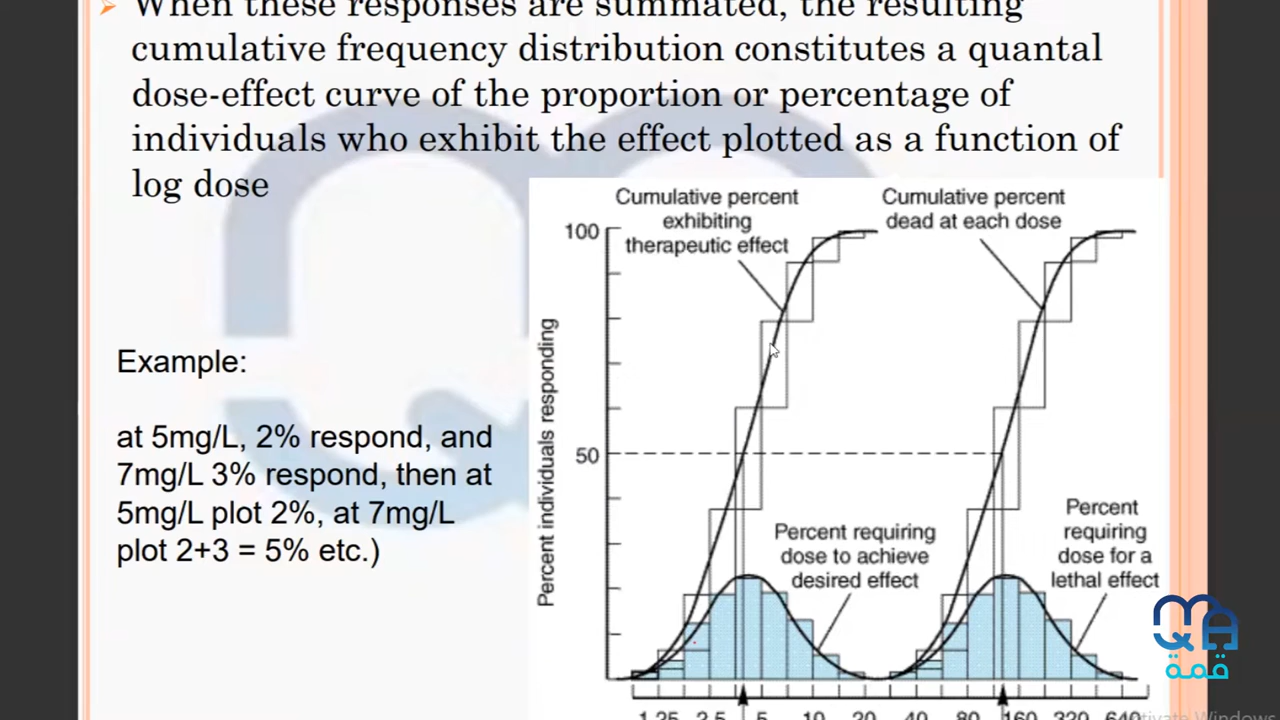 When these responses are summated, the resulting
cumulative frequency distribution constitutes a quantal
dose-effect curve of the proportion or percentage of
individuals who exhibit the effect plotted as a function of
log dose
Example:
at 5mg/L, 2% respond, and
7mg/L 3% respond, then at
5mg/L plot 2%, at 7mg/L
plot 2+3 = 5% etc.)
Cumulative percent
exhibiting
therapeutic effect
Cumulative percent
dead at each dose
100
50
Percent individuals responding
Percent requiring
dose to achieve
desired effect
Percent
requiring
dose for a
lethal effect
1.25 2.5 5 10 20 40 80 160 320 640
QMA
قمة